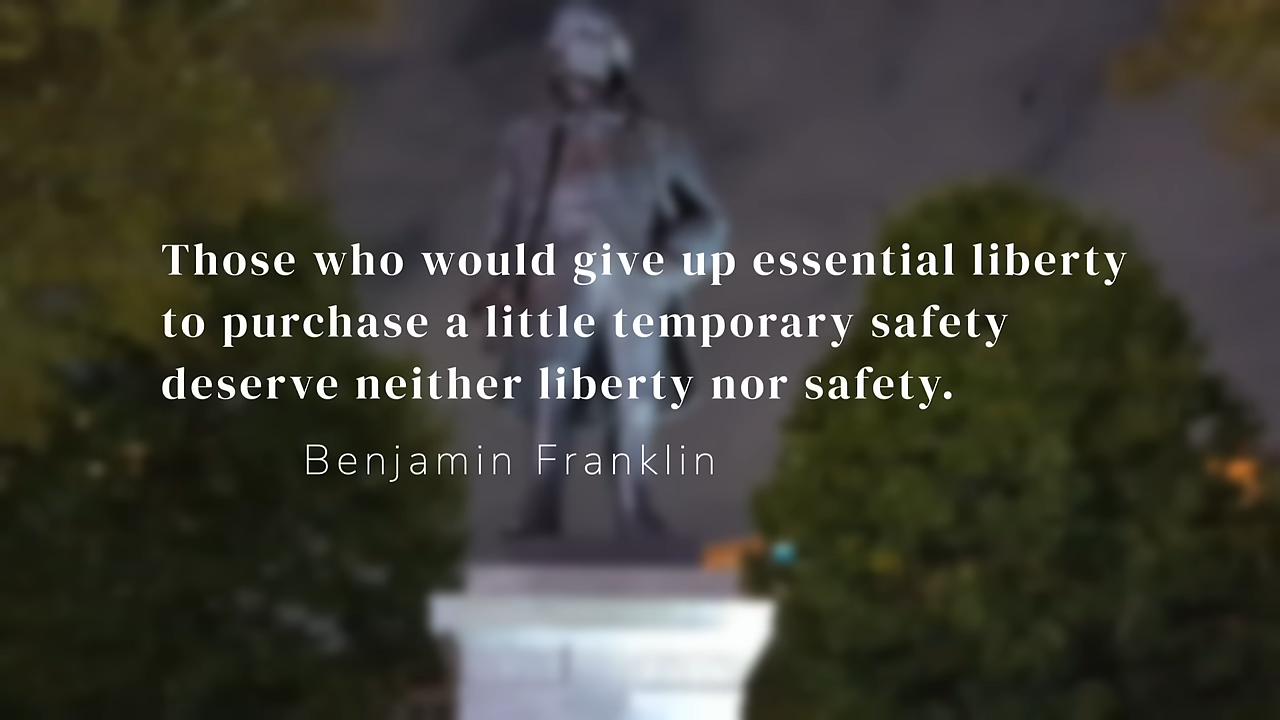 Those who would give up essential liberty
to purchase a little temporary safety
deserve neither liberty nor safety.
Benjamin Franklin